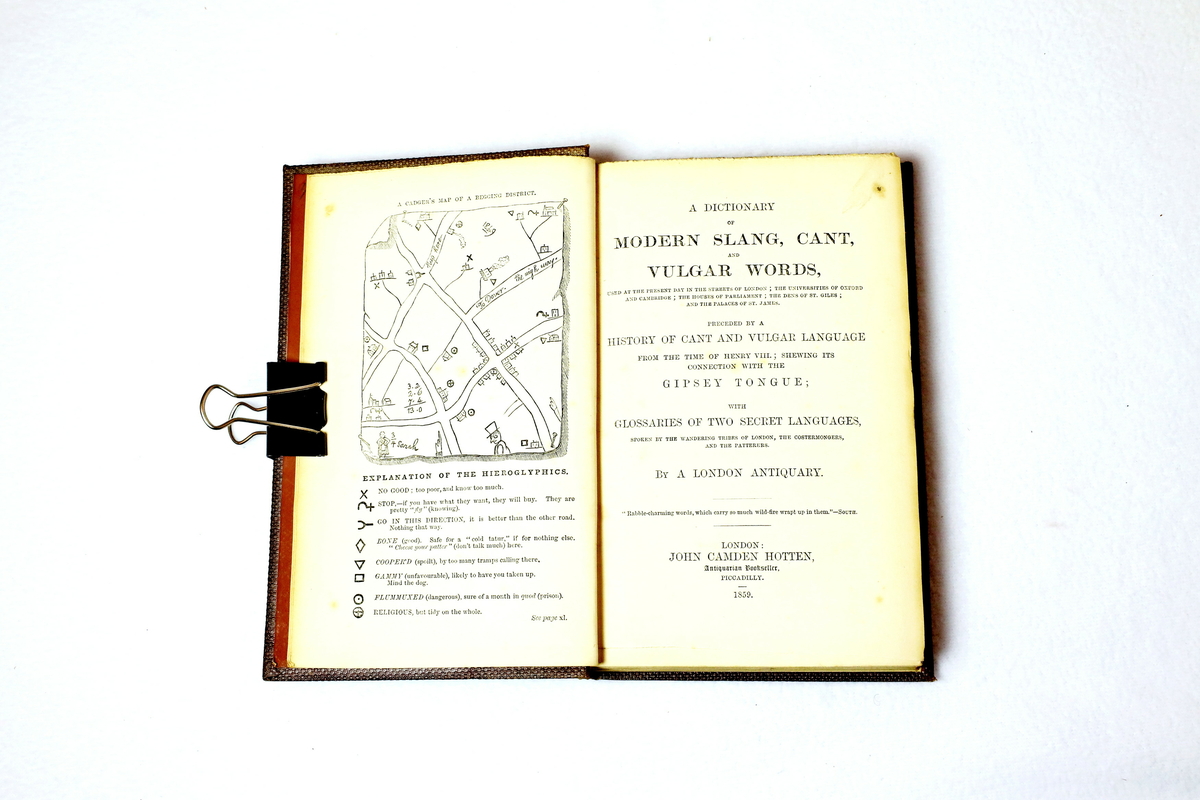 A CADGER'S MAP OF A BEGGING DISTRICT.
3-2
2-6
7-4
13-0
Sarah
EXPLANATION OF THE HIEROGLYPHICS.
NO GOOD; too poor, and know too much.
STOP,—if you have what they want, they will buy. They are
pretty "fly" (knowing).
GO IN THIS DIRECTION, it is better than the other road.
Nothing that way.
BONE (good). Safe for a "cold tatur," if for nothing else.
"Cheese your patter" (don't talk much) here.
COOPER'D (spoilt), by too many tramps calling there,
GAMMY (unfavourable), likely to have you taken up.
Mind the dog.
FLUMMUXED (dangerous), sure of a month in quod (prison).
RELIGIOUS, but tidy on the whole.
See page xl.
A DICTIONARY
OF
MODERN SLANG, CANT,
AND
VULGAR WORDS,
USED AT THE PRESENT DAY IN THE STREETS OF LONDON; THE UNIVERSITIES OF OXFORD
AND CAMBRIDGE; THE HOUSES OF PARLIAMENT; THE DENS OF ST. GILES;
AND THE PALACES OF ST. JAMES.
PRECEDED BY A
HISTORY OF CANT AND VULGAR LANGUAGE
FROM THE TIME OF HENRY VIII.; SHEWING ITS
CONNECTION WITH THE
GIPSEY TONGUE;
WITH
GLOSSARIES OF TWO SECRET LANGUAGES,
SPOKEN BY THE WANDERING TRIBES OF LONDON, THE COSTERMONGERS,
AND THE PATTERERS.
BY A LONDON ANTIQUARY.
"Rabble-charming words, which carry so much wild-fire wrapt up in them."—SOUTH.
LONDON:
JOHN CAMDEN HOTTEN,
Antiquarian Bookseller,
PICCADILLY.
1859.